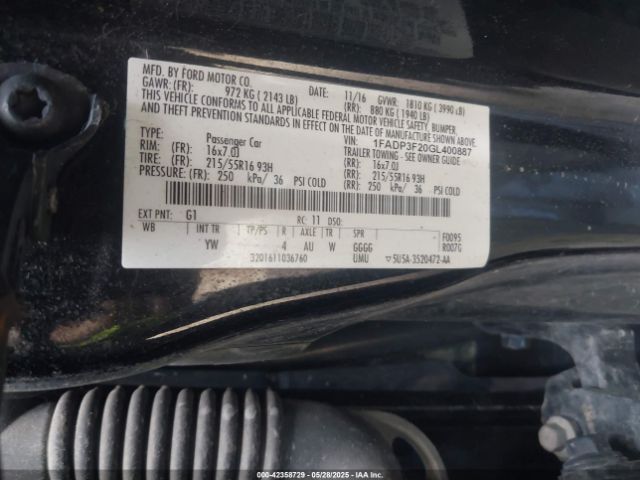 MFD. BY FORD MOTOR CO.
DATE: 11/16 GVWR: 1810 KG ( 3990 LB)
GAWR: (FR): 972 KG ( 2143 LB) (RR): 880 KG ( 1940 LB)
THIS VEHICLE CONFORMS TO ALL APPLICABLE FEDERAL MOTOR VEHICLE SAFETY, BUMPER,
AND THEFT PREVENTION STANDARDS IN EFFECT ON THE DATE OF MANUFACTURE SHOWN ABOVE.
VIN: 1FADP3F20GL400887
TYPE: Passenger Car TRAILER TOWING - SEE OWNER GUIDE
RIM: (FR): 16x7.0J (RR): 16x7.0J
TIRE: (FR): 215/55R16 93H (RR): 215/55R16 93H
PRESSURE: (FR): 250 kPa/ 36 PSI COLD (RR): 250 kPa/ 36 PSI COLD
EXT PNT: G1 RC: 11 DSO:
WB INT TR TP/PS R AXLE TR SPR F0095
YW 4 AU W GGGG R007G
3201611036760 UMU 5U5A-3520472-AA
000-42358729 05/28/2025 IAA Inc.